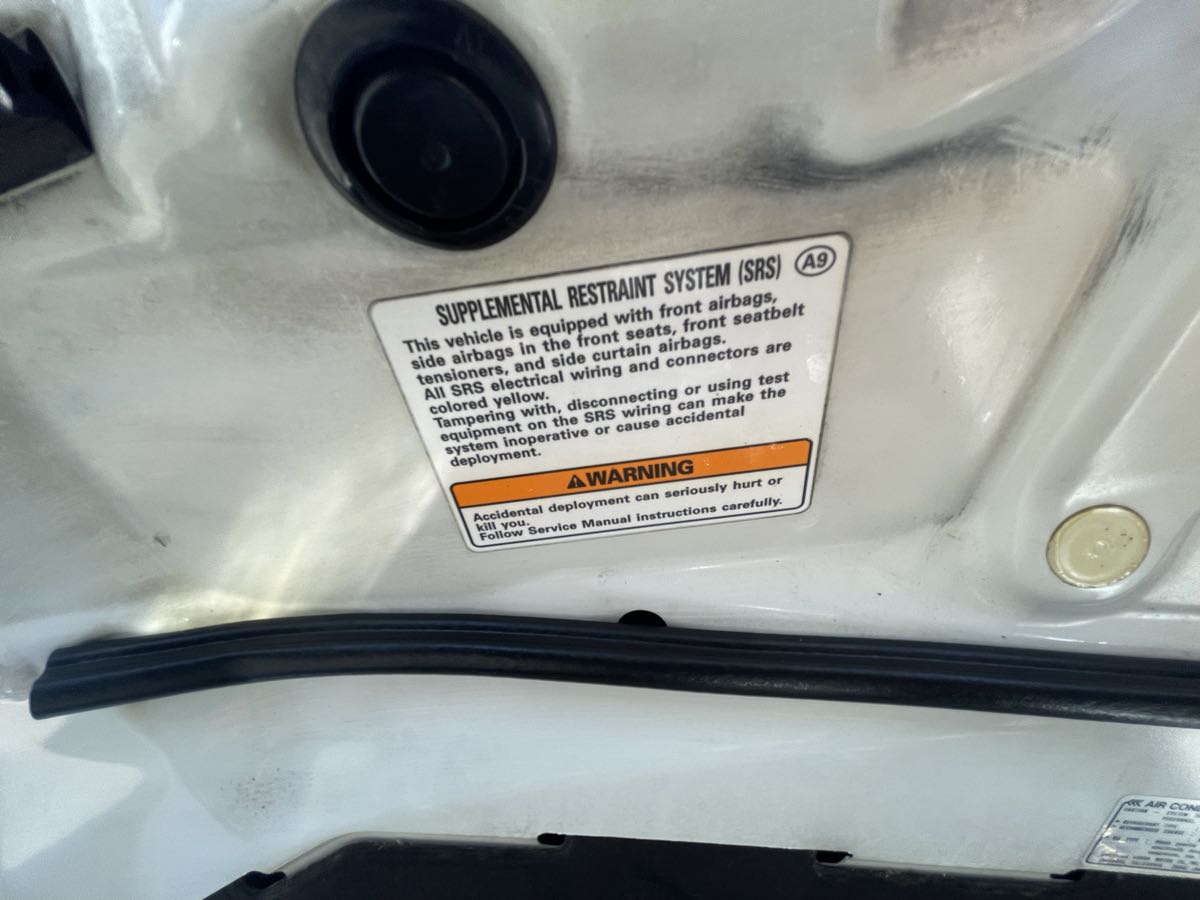 SUPPLEMENTAL RESTRAINT SYSTEM (SRS) A9
This vehicle is equipped with front airbags,
side airbags in the front seats, front seatbelt
tensioners, and side curtain airbags.
All SRS electrical wiring and connectors are
colored yellow.
Tampering with, disconnecting or using test
equipment on the SRS wiring can make the
system inoperative or cause accidental
deployment.
WARNING
Accidental deployment can seriously hurt or
kill you.
Follow Service Manual instructions carefully.
AIR COND